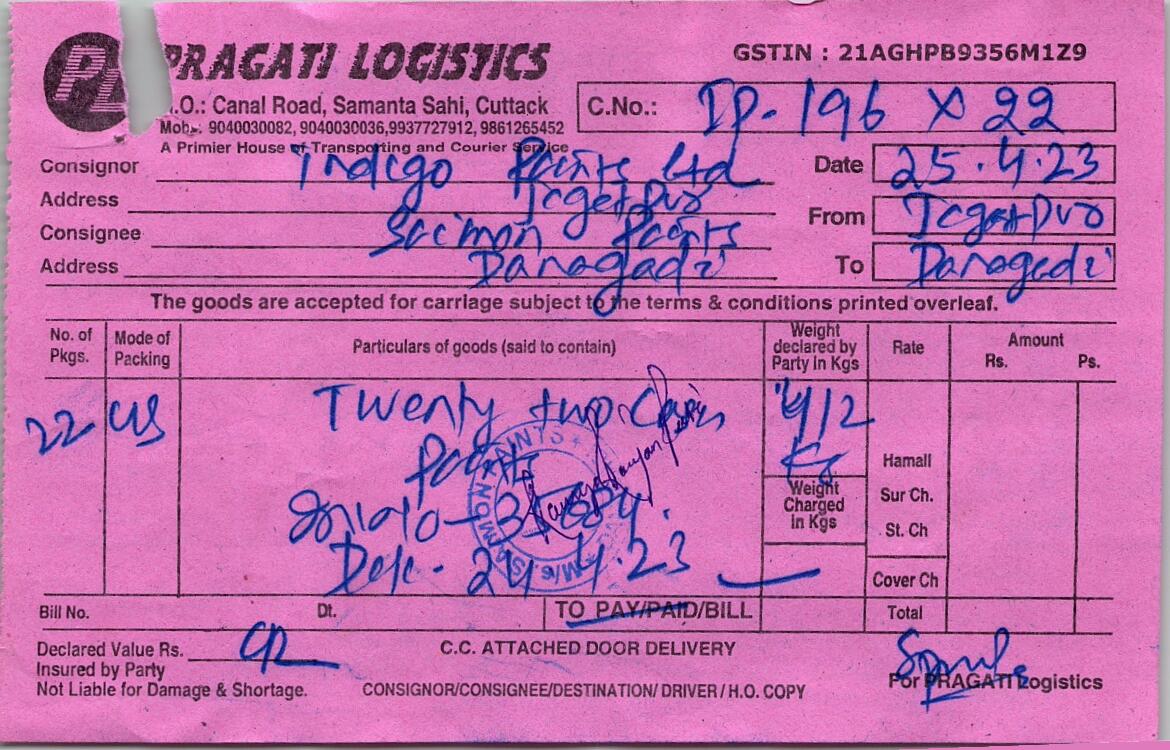 PL PRAGATI LOGISTICS
GSTIN : 21AGHPB9356M1Z9
.O.: Canal Road, Samanta Sahi, Cuttack
Mob.: 9040030082, 9040030036,9937727912, 9861265452
A Primier House of Transporting and Courier Service
C.No.: IP-196 x 22
Consignor Indigo Paints Ltd
Date 25.4.23
Address Jagatpur
From Jagatpur
Consignee Saimon Paints
Address Danagadi
To Danagadi
The goods are accepted for carriage subject to the terms & conditions printed overleaf.
No. of Pkgs. Mode of Packing Particulars of goods (said to contain) Weight declared by Party in Kgs Rate Amount Rs. Ps.
22 Twenty two 412 Kg
Paints
Hamali
Weight Charged In Kgs
Sur Ch.
St. Ch
Date - 24.4.23
Cover Ch
M/s SAIMON PAINTS
Bill No. Dt. TO PAY/PAID/BILL Total
Declared Value Rs.
C.C. ATTACHED DOOR DELIVERY
Insured by Party
Not Liable for Damage & Shortage.
CONSIGNOR/CONSIGNEE/DESTINATION/ DRIVER / H.O. COPY
For PRAGATI Logistics